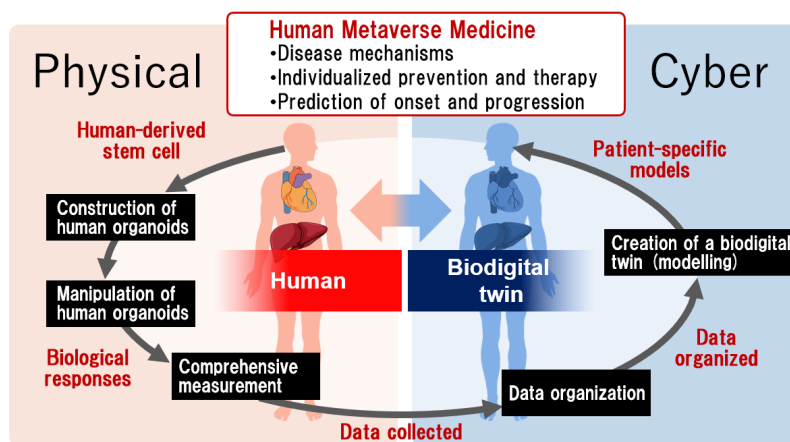 Human Metaverse Medicine
•Disease mechanisms
•Individualized prevention and therapy
•Prediction of onset and progression
Physical
Cyber
Human-derived
stem cell
Construction of
human organoids
Manipulation of
human organoids
Biological
responses
Comprehensive
measurement
Data collected
Human
Biodigital
twin
Patient-specific
models
Creation of a biodigital
twin (modelling)
Data
organized
Data organization